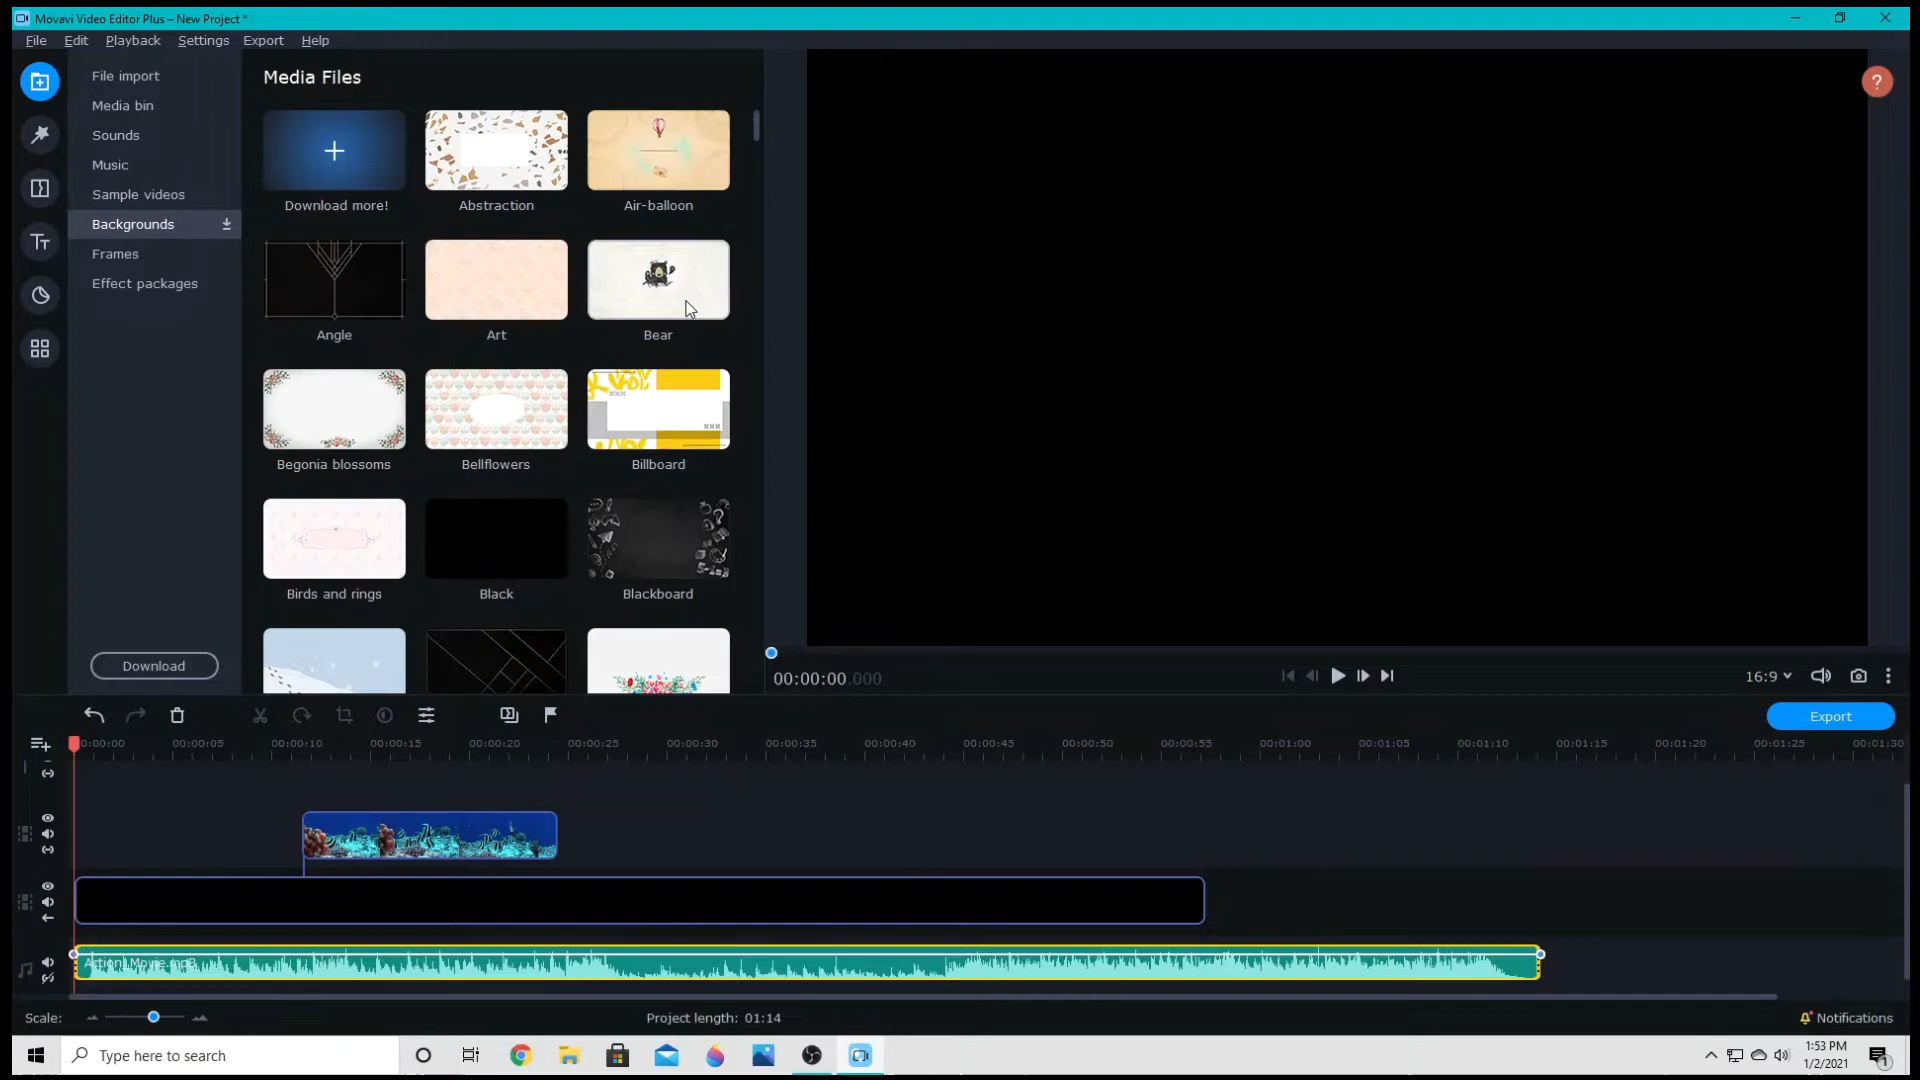 Movavi Video Editor Plus – New Project *
File Edit Playback Settings Export Help
File import
Media bin
Sounds
Music
Sample videos
Backgrounds
Frames
Effect packages
Download
Media Files
Download more!
Abstraction
Air-balloon
Angle
Art
Bear
Begonia blossoms
Bellflowers
Billboard
Birds and rings
Black
Blackboard
?
00:00:00.000
16:9
Export
0:00:00 00:00:05 00:00:10 00:00:15 00:00:20 00:00:25 00:00:30 00:00:35 00:00:40 00:00:45 00:00:50 00:00:55 00:01:00 00:01:05 00:01:10 00:01:15 00:01:20 00:01:25 00:01:30
Action Movie.mp3
Scale:
Project length: 01:14
Notifications
Type here to search
1:53 PM
1/2/2021
1